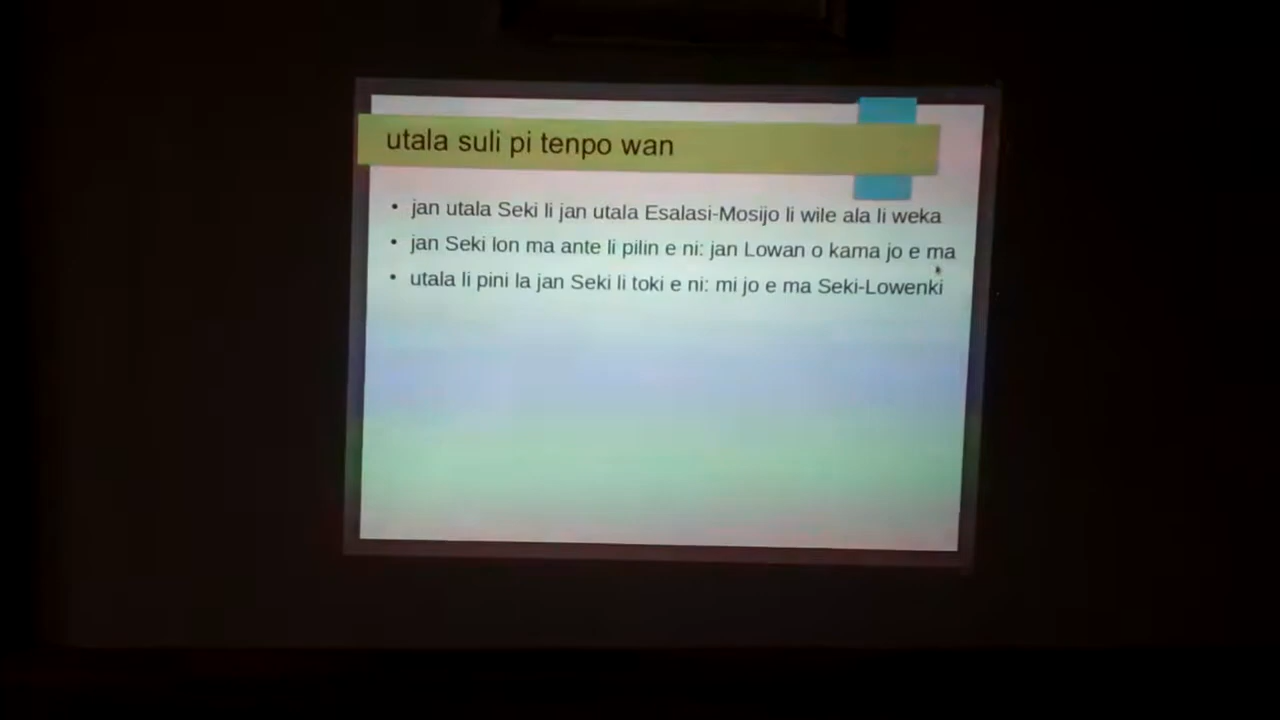 utala suli pi tenpo wan
• jan utala Seki li jan utala Esalasi-Mosijo li wile ala li weka
• jan Seki lon ma ante li pilin e ni: jan Lowan o kama jo e ma
• utala li pini la jan Seki li toki e ni: mi jo e ma Seki-Lowenki